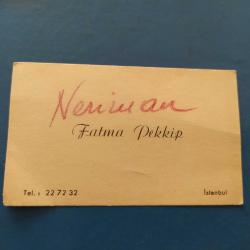 Neriman
Fatma Pekkip
Tel. : 22 72 32
İstanbul